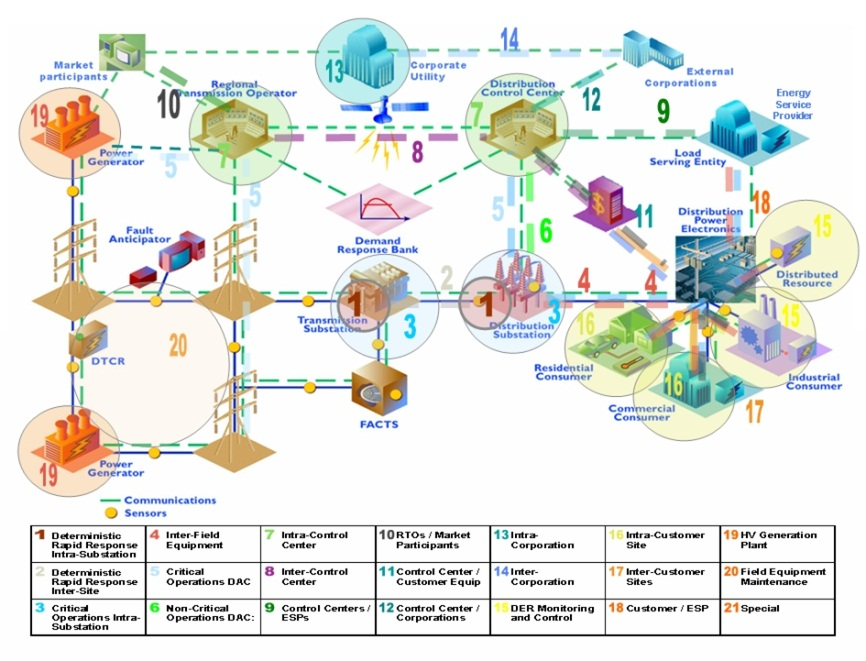 14
Market
participants
13
Corporate
Utility
External
Corporations
Regional
Transmission Operator
Distribution
Control Center
12
Energy
Service
Provider
19
10
7
7
9
8
Power
Generator
5
5
Load
Serving Entity
5
6
11
18
Distribution
Power
Electronics
15
Fault
Anticipator
Demand
Response Bank
Distributed
Resource
2
4
4
1
3
Transmission
Substation
1
3
Distribution
Substation
16
15
20
DTCR
Residential
Consumer
Industrial
Consumer
16
Commercial
Consumer
17
FACTS
19
Power
Generator
Communications
Sensors
1 Deterministic
Rapid Response
Intra-Substation
4 Inter-Field
Equipment
7 Intra-Control
Center
10 RTOs / Market
Participants
13 Intra-
Corporation
16 Intra-Customer
Site
19 HV Generation
Plant
2 Deterministic
Rapid Response
Inter-Site
5 Critical
Operations DAC
8 Inter-Control
Center
11 Control Center /
Customer Equip
14 Inter-
Corporation
17 Inter-Customer
Sites
20 Field Equipment
Maintenance
3 Critical
Operations Intra-
Substation
6 Non-Critical
Operations DAC:
9 Control Centers /
ESPs
12 Control Center /
Corporations
15 DER Monitoring
and Control
18 Customer / ESP
21 Special